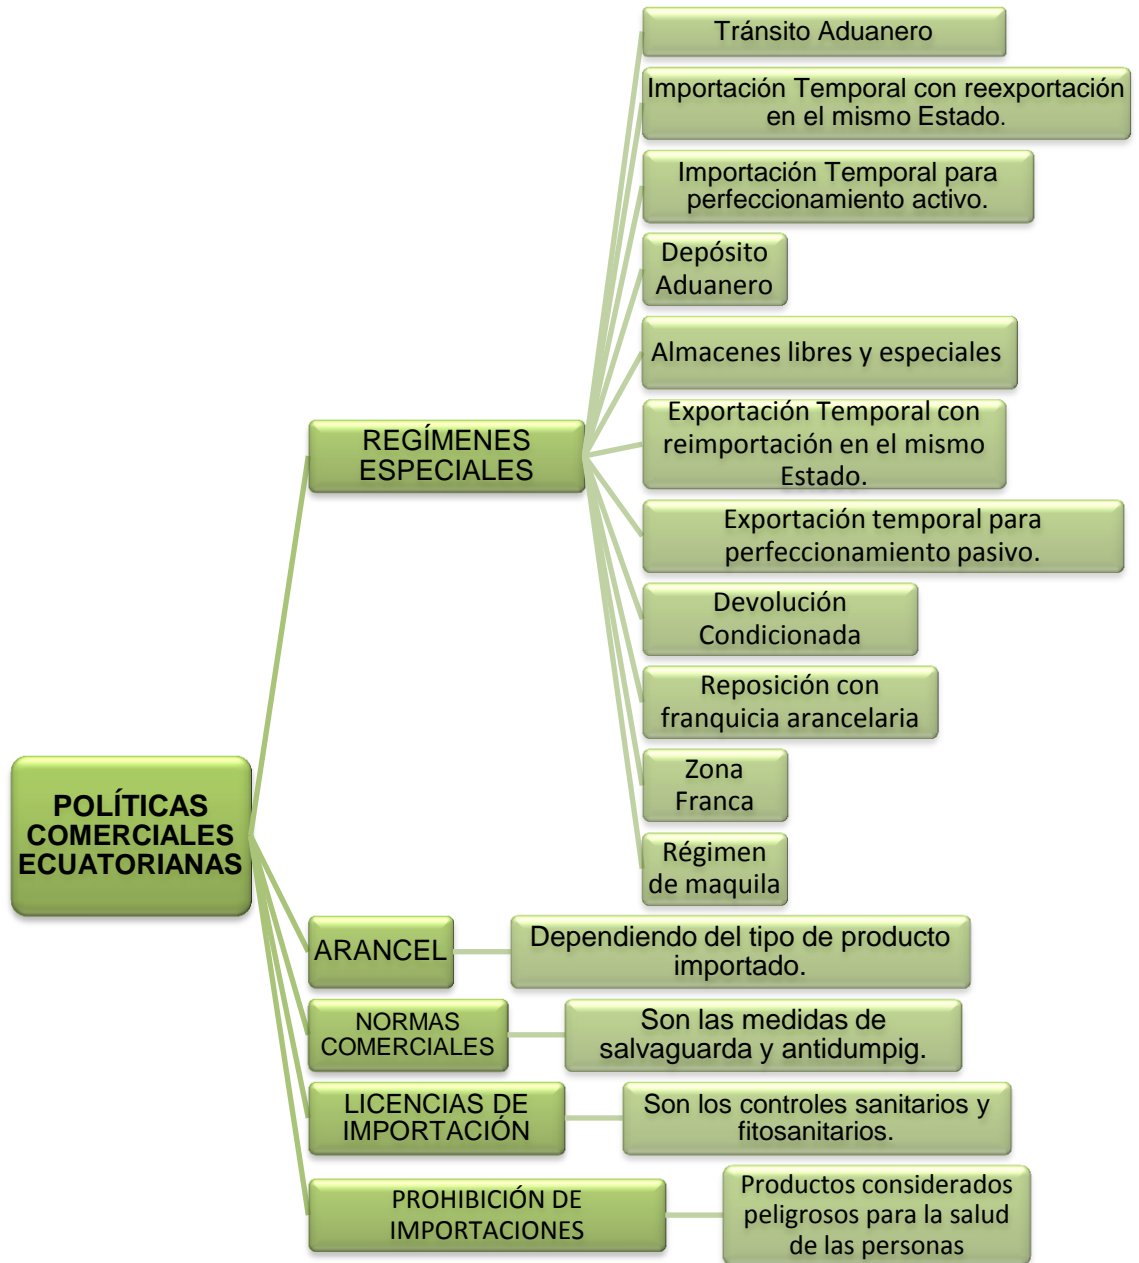 Tránsito Aduanero
Importación Temporal con reexportación
en el mismo Estado.
Importación Temporal para
perfeccionamiento activo.
Depósito
Aduanero
Almacenes libres y especiales
REGÍMENES
ESPECIALES
Exportación Temporal con
reimportación en el mismo
Estado.
Exportación temporal para
perfeccionamiento pasivo.
Devolución
Condicionada
Reposición con
franquicia arancelaria
Zona
Franca
Régimen
de maquila
POLÍTICAS
COMERCIALES
ECUATORIANAS
ARANCEL
Dependiendo del tipo de producto
importado.
NORMAS
COMERCIALES
Son las medidas de
salvaguarda y antidumpig.
LICENCIAS DE
IMPORTACIÓN
Son los controles sanitarios y
fitosanitarios.
PROHIBICIÓN DE
IMPORTACIONES
Productos considerados
peligrosos para la salud
de las personas